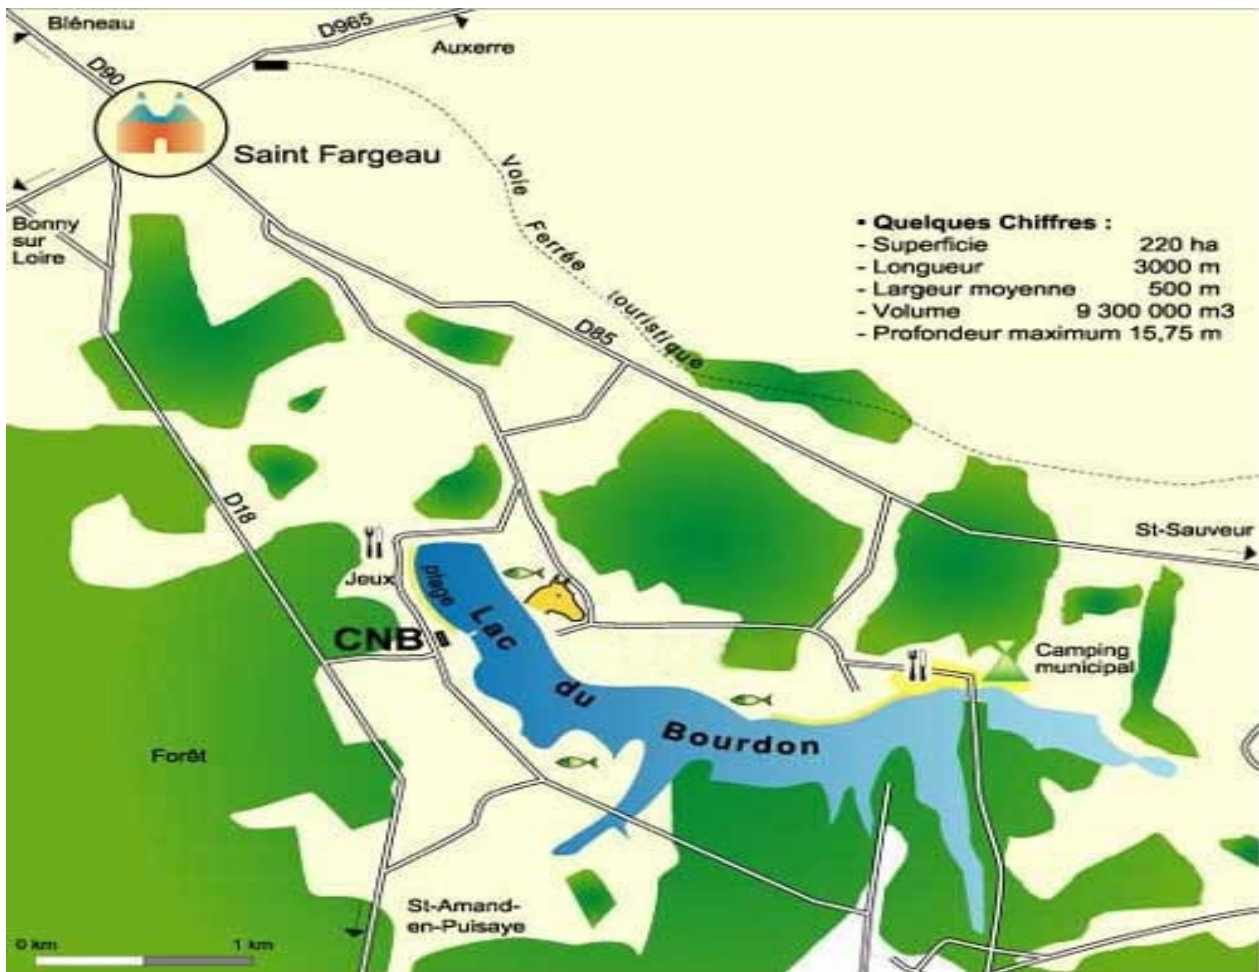 Bléneau
D965
Auxerre
D90
Saint Fargeau
Bonny
sur
Loire
Voie Ferrée touristique
• Quelques Chiffres :
- Superficie 220 ha
- Longueur 3000 m
- Largeur moyenne 500 m
- Volume 9 300 000 m3
- Profondeur maximum 15,75 m
D85
D18
St-Sauveur
Jeux
plage
CNB
Lac du Bourdon
Camping
municipal
Forêt
St-Amand-
en-Puisaye
0 km 1 km